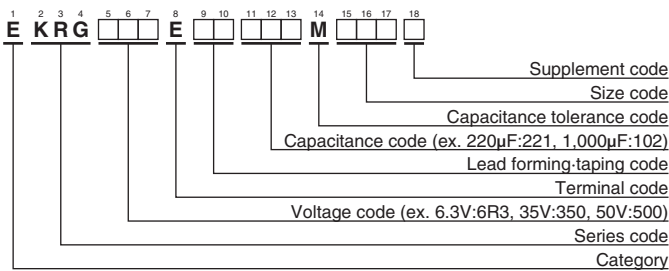 1 2 3 4 5 6 7 8 9 10 11 12 13 14 15 16 17 18
E KRG E M
Supplement code
Size code
Capacitance tolerance code
Capacitance code (ex. 220µF:221, 1,000µF:102)
Lead forming·taping code
Terminal code
Voltage code (ex. 6.3V:6R3, 35V:350, 50V:500)
Series code
Category